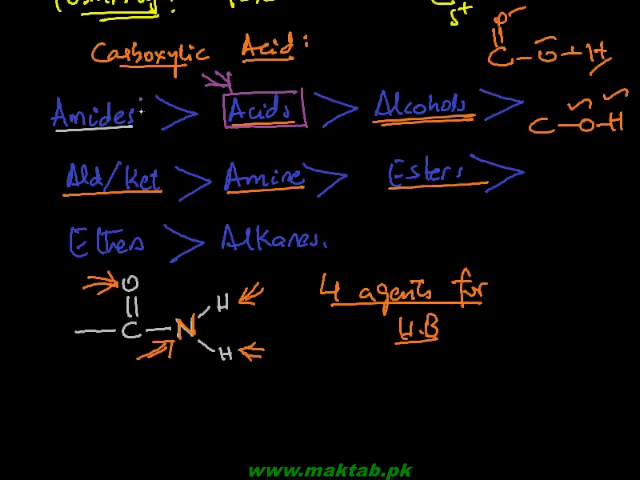 Carboxylic Acid:
C - O - H
Amides: > Acids > Alcohols >
C - O - H
Ald/Ket > Amine > Esters >
Ethers > Alkanes.
O
H
C - N
H
4 agents for
H.B
www.maktab.pk